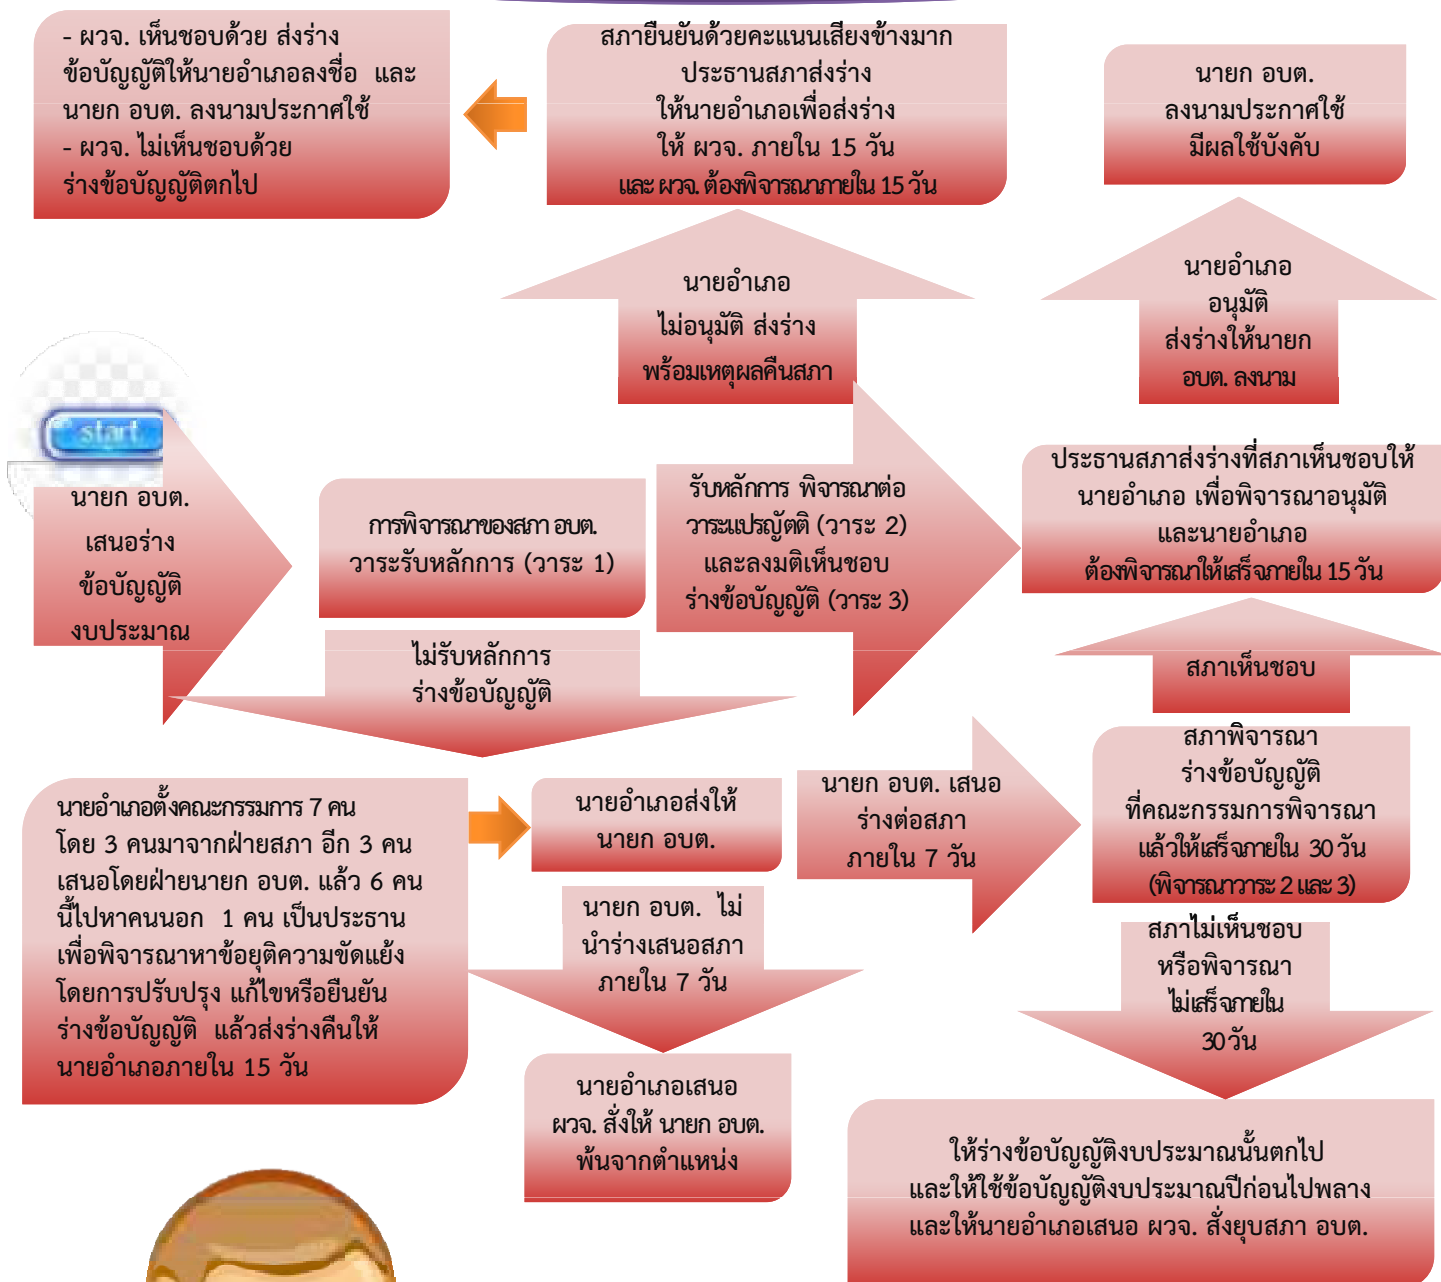 - ผวจ. เห็นชอบด้วย ส่งร่าง
ข้อบัญญัติให้นายอำเภอลงชื่อ และ
นายก อบต. ลงนามประกาศใช้
- ผวจ. ไม่เห็นชอบด้วย
ร่างข้อบัญญัติตกไป
สภายืนยันด้วยคะแนนเสียงข้างมาก
ประธานสภาส่งร่าง
ให้นายอำเภอเพื่อส่งร่าง
ให้ ผวจ. ภายใน 15 วัน
และ ผวจ. ต้องพิจารณาภายใน 15 วัน
นายก อบต.
ลงนามประกาศใช้
มีผลใช้บังคับ
นายอำเภอ
ไม่อนุมัติ ส่งร่าง
พร้อมเหตุผลคืนสภา
นายอำเภอ
อนุมัติ
ส่งร่างให้นายก
อบต. ลงนาม
start
นายก อบต.
เสนอร่าง
ข้อบัญญัติ
งบประมาณ
การพิจารณาของสภา อบต.
วาระรับหลักการ (วาระ 1)
รับหลักการ พิจารณาต่อ
วาระแปรญัตติ (วาระ 2)
และลงมติเห็นชอบ
ร่างข้อบัญญัติ (วาระ 3)
ประธานสภาส่งร่างที่สภาเห็นชอบให้
นายอำเภอ เพื่อพิจารณาอนุมัติ
และนายอำเภอ
ต้องพิจารณาให้เสร็จภายใน 15 วัน
ไม่รับหลักการ
ร่างข้อบัญญัติ
สภาเห็นชอบ
นายอำเภอตั้งคณะกรรมการ 7 คน
โดย 3 คนมาจากฝ่ายสภา อีก 3 คน
เสนอโดยฝ่ายนายก อบต. แล้ว 6 คน
นี้ไปหาคนนอก 1 คน เป็นประธาน
เพื่อพิจารณาหาข้อยุติความขัดแย้ง
โดยการปรับปรุง แก้ไขหรือยืนยัน
ร่างข้อบัญญัติ แล้วส่งร่างคืนให้
นายอำเภอภายใน 15 วัน
นายอำเภอส่งให้
นายก อบต.
นายก อบต. เสนอ
ร่างต่อสภา
ภายใน 7 วัน
สภาพิจารณา
ร่างข้อบัญญัติ
ที่คณะกรรมการพิจารณา
แล้วให้เสร็จภายใน 30 วัน
(พิจารณาวาระ 2 และ 3)
นายก อบต. ไม่
นำร่างเสนอสภา
ภายใน 7 วัน
สภาไม่เห็นชอบ
หรือพิจารณา
ไม่เสร็จภายใน
30 วัน
นายอำเภอเสนอ
ผวจ. สั่งให้ นายก อบต.
พ้นจากตำแหน่ง
ให้ร่างข้อบัญญัติงบประมาณนั้นตกไป
และให้ใช้ข้อบัญญัติงบประมาณปีก่อนไปพลาง
และให้นายอำเภอเสนอ ผวจ. สั่งยุบสภา อบต.